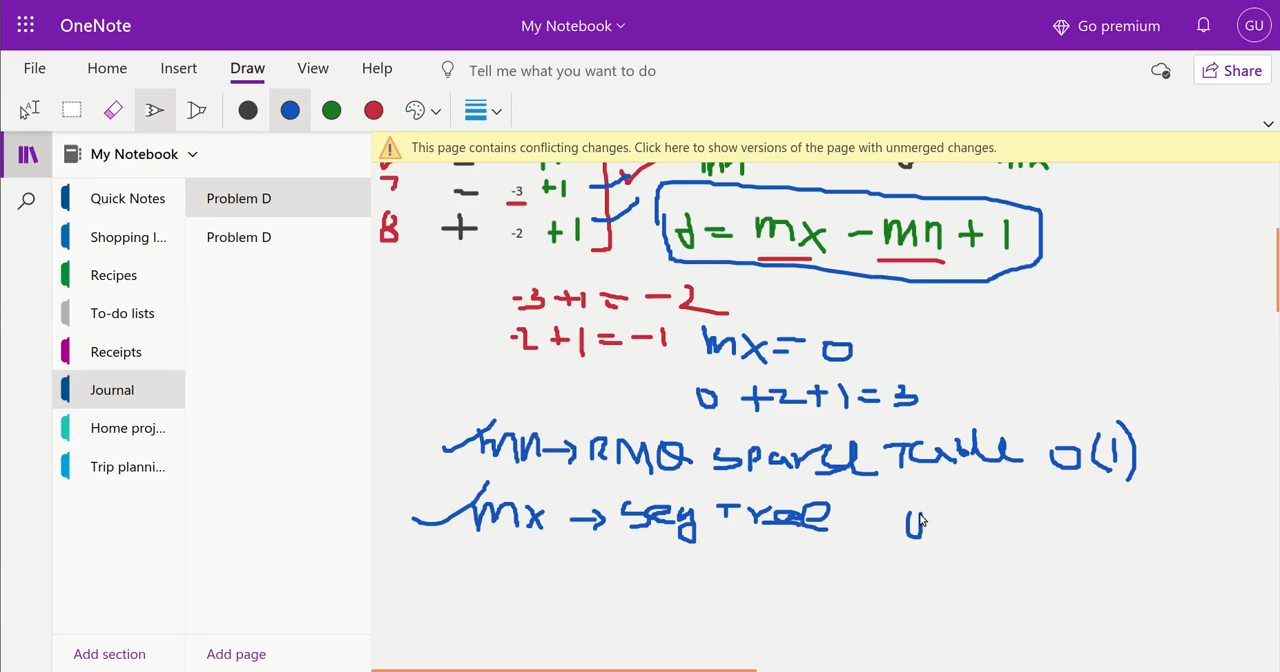 OneNote
My Notebook
Go premium
GU
File Home Insert Draw View Help Tell me what you want to do
Share
My Notebook
This page contains conflicting changes. Click here to show versions of the page with unmerged changes.
Quick Notes
Shopping l...
Recipes
To-do lists
Receipts
Journal
Home proj...
Trip planni...
Add section
Problem D
Problem D
Add page
7 - -3 +1
8 + -2 +1
d = mx - mn + 1
-3 +1 = -2
-2 +1 = -1
mx = 0
0 +2+1 = 3
mn → RMQ sparse Table O(1)
mx → seg Tree